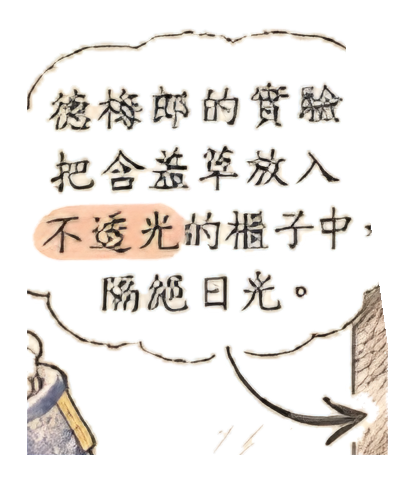 德梅郎的實驗
把含羞草放入
不透光的櫃子中，
隔絕日光。